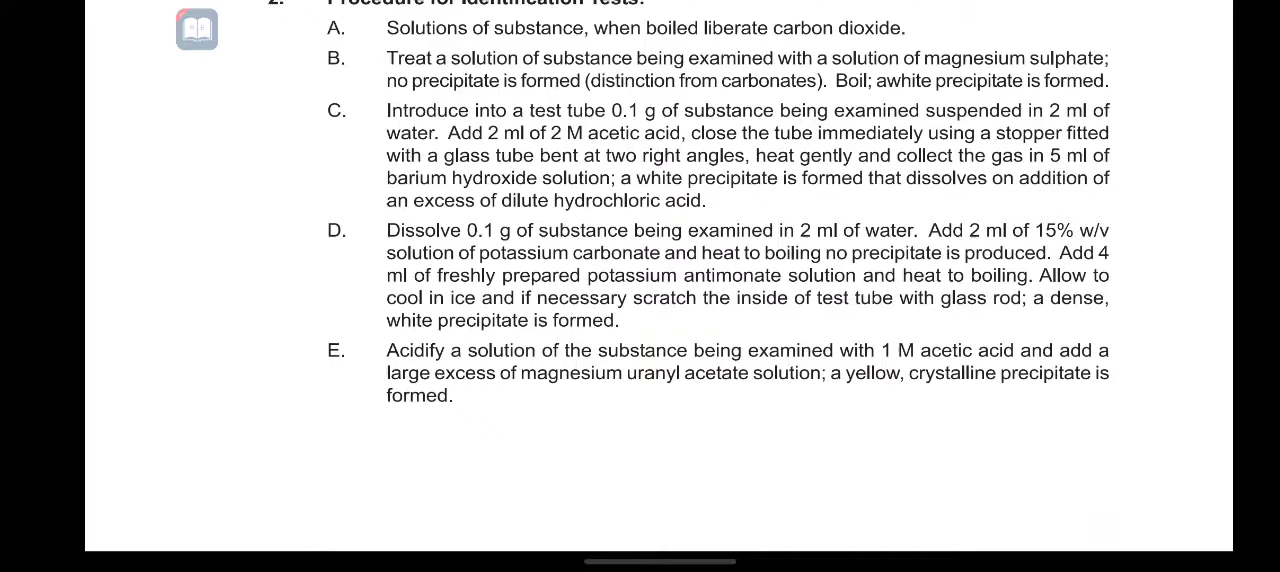 2. Procedure for Identification Tests:
A. Solutions of substance, when boiled liberate carbon dioxide.
B. Treat a solution of substance being examined with a solution of magnesium sulphate;
no precipitate is formed (distinction from carbonates). Boil; awhite precipitate is formed.
C. Introduce into a test tube 0.1 g of substance being examined suspended in 2 ml of
water. Add 2 ml of 2 M acetic acid, close the tube immediately using a stopper fitted
with a glass tube bent at two right angles, heat gently and collect the gas in 5 ml of
barium hydroxide solution; a white precipitate is formed that dissolves on addition of
an excess of dilute hydrochloric acid.
D. Dissolve 0.1 g of substance being examined in 2 ml of water. Add 2 ml of 15% w/v
solution of potassium carbonate and heat to boiling no precipitate is produced. Add 4
ml of freshly prepared potassium antimonate solution and heat to boiling. Allow to
cool in ice and if necessary scratch the inside of test tube with glass rod; a dense,
white precipitate is formed.
E. Acidify a solution of the substance being examined with 1 M acetic acid and add a
large excess of magnesium uranyl acetate solution; a yellow, crystalline precipitate is
formed.